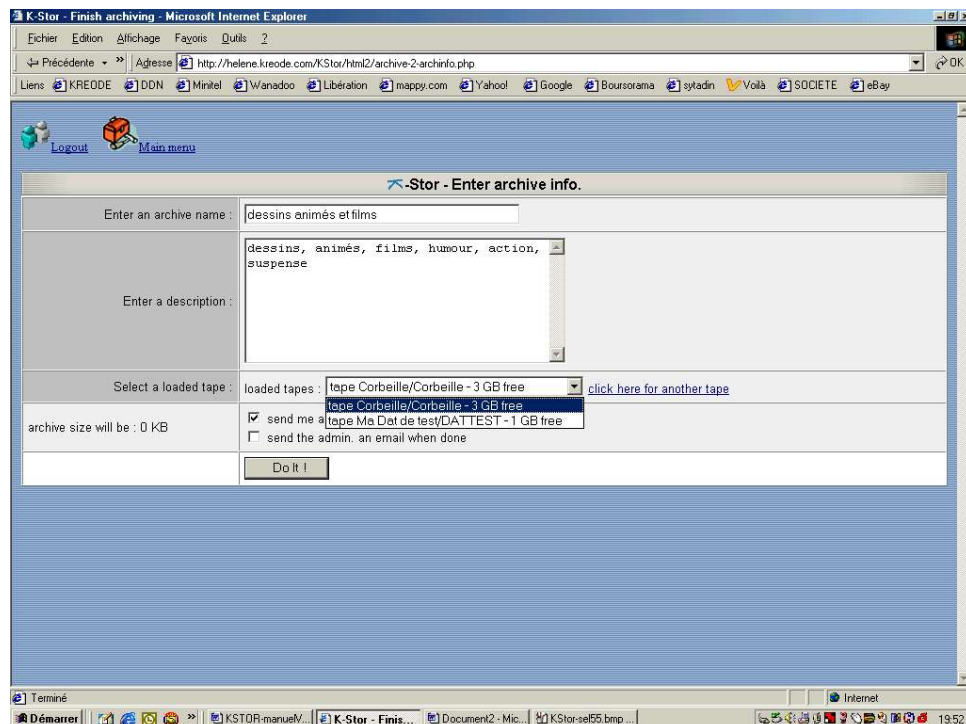 K-Stor - Finish archiving - Microsoft Internet Explorer
Fichier Edition Affichage Favoris Outils ?
Précédente » Adresse http://helene.kreode.com/KStor/html2/archive-2-archinfo.php OK
Liens KREODE DDN Minitel Wanadoo Libération mappy.com Yahoo! Google Boursorama sytadin Voilà SOCIETE eBay
Logout Main menu
-Stor - Enter archive info.
Enter an archive name : dessins animés et films
dessins, animés, films, humour, action,
suspense
Enter a description :
Select a loaded tape : loaded tapes : tape Corbeille/Corbeille - 3 GB free click here for another tape
tape Corbeille/Corbeille - 3 GB free
archive size will be : 0 KB send me a tape Ma Dat de test/DATTEST - 1 GB free
send the admin. an email when done
Do It !
Terminé Internet
Démarrer » KSTOR-manuelV... K-Stor - Finis... Document2 - Mic... KStor-sel55.bmp ... 19:52